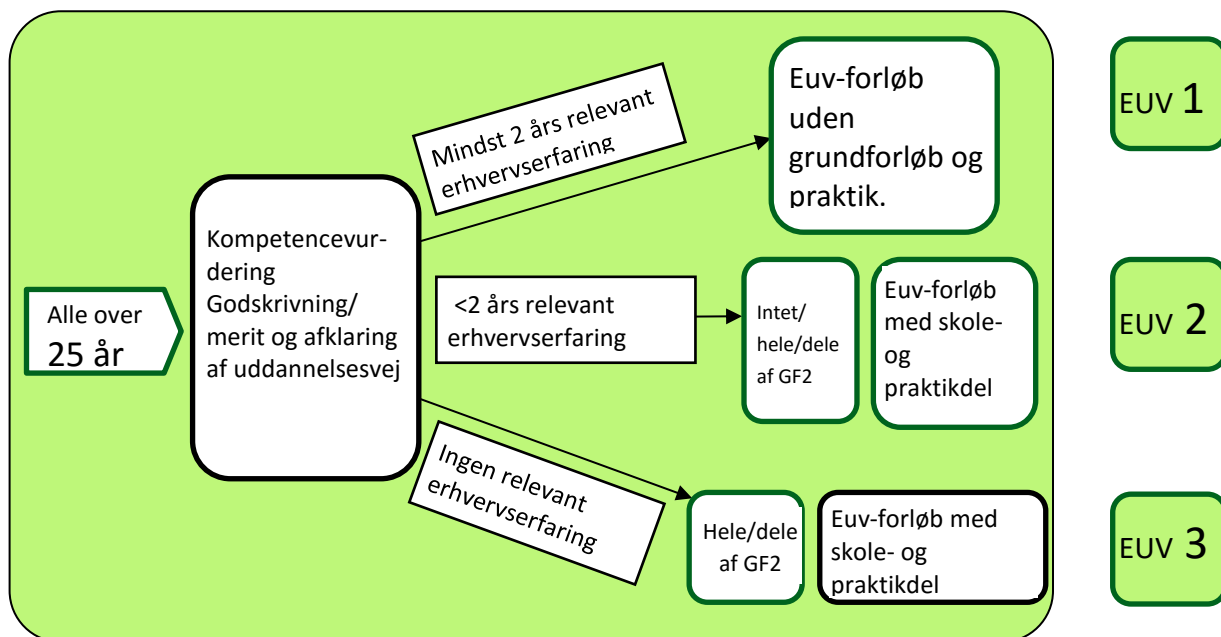 Alle over
25 år
Kompetencevur-
dering
Godskrivning/
merit og afklaring
af uddannelsesvej
Mindst 2 års relevant
erhvervserfaring
Euv-forløb
uden
grundforløb og
praktik.
EUV 1
<2 års relevant
erhvervserfaring
Intet/
hele/dele
af GF2
Euv-forløb
med skole-
og
praktikdel
EUV 2
Ingen relevant
erhvervserfaring
Hele/dele
af GF2
Euv-forløb med
skole- og
praktikdel
EUV 3